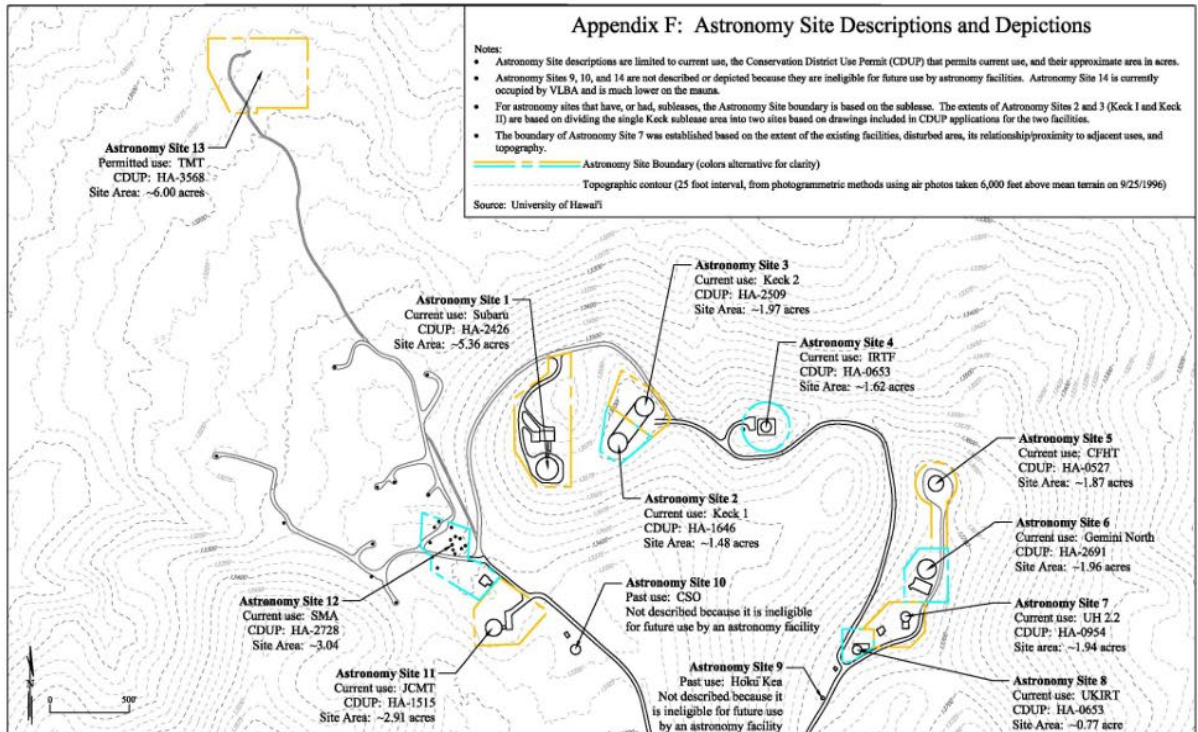 Appendix F: Astronomy Site Descriptions and Depictions
Notes:
• Astronomy Site descriptions are limited to current use, the Conservation District Use Permit (CDUP) that permits current use, and their approximate area in acres.
• Astronomy Sites 9, 10, and 14 are not described or depicted because they are ineligible for future use by astronomy facilities. Astronomy Site 14 is currently
occupied by VLBA and is much lower on the mauna.
• For astronomy sites that have, or had, subleases, the Astronomy Site boundary is based on the sublease. The extents of Astronomy Sites 2 and 3 (Keck I and Keck
II) are based on dividing the single Keck sublease area into two sites based on drawings included in CDUP applications for the two facilities.
• The boundary of Astronomy Site 7 was established based on the extent of the existing facilities, disturbed area, its relationship/proximity to adjacent uses, and
topography.
Astronomy Site Boundary (colors alternative for clarity)
Topographic contour (25 foot interval, from photogrammetric methods using air photos taken 6,000 feet above mean terrain on 9/25/1996)
Source: University of Hawai'i
Astronomy Site 13
Permitted use: TMT
CDUP: HA-3568
Site Area: ~6.00 acres
Astronomy Site 3
Current use: Keck 2
CDUP: HA-2509
Site Area: ~1.97 acres
Astronomy Site 1
Current use: Subaru
CDUP: HA-2426
Site Area: ~5.36 acres
Astronomy Site 4
Current use: IRTF
CDUP: HA-0653
Site Area: ~1.62 acres
Astronomy Site 5
Current use: CFHT
CDUP: HA-0527
Site Area: ~1.87 acres
Astronomy Site 2
Current use: Keck 1
CDUP: HA-1646
Site Area: ~1.48 acres
Astronomy Site 6
Current use: Gemini North
CDUP: HA-2691
Site Area: ~1.96 acres
Astronomy Site 10
Past use: CSO
Not described because it is ineligible
for future use by an astronomy facility
Astronomy Site 12
Current use: SMA
CDUP: HA-2728
Site Area: ~3.04
Astronomy Site 7
Current use: UH 2.2
CDUP: HA-0954
Site area: ~1.94 acres
Astronomy Site 11
Current use: JCMT
CDUP: HA-1515
Site Area: ~2.91 acres
Astronomy Site 9
Past use: Hōkū Kea
Not described because it
is ineligible for future use
by an astronomy facility
Astronomy Site 8
Current use: UKIRT
CDUP: HA-0653
Site Area: ~0.77 acre
N
0 500'